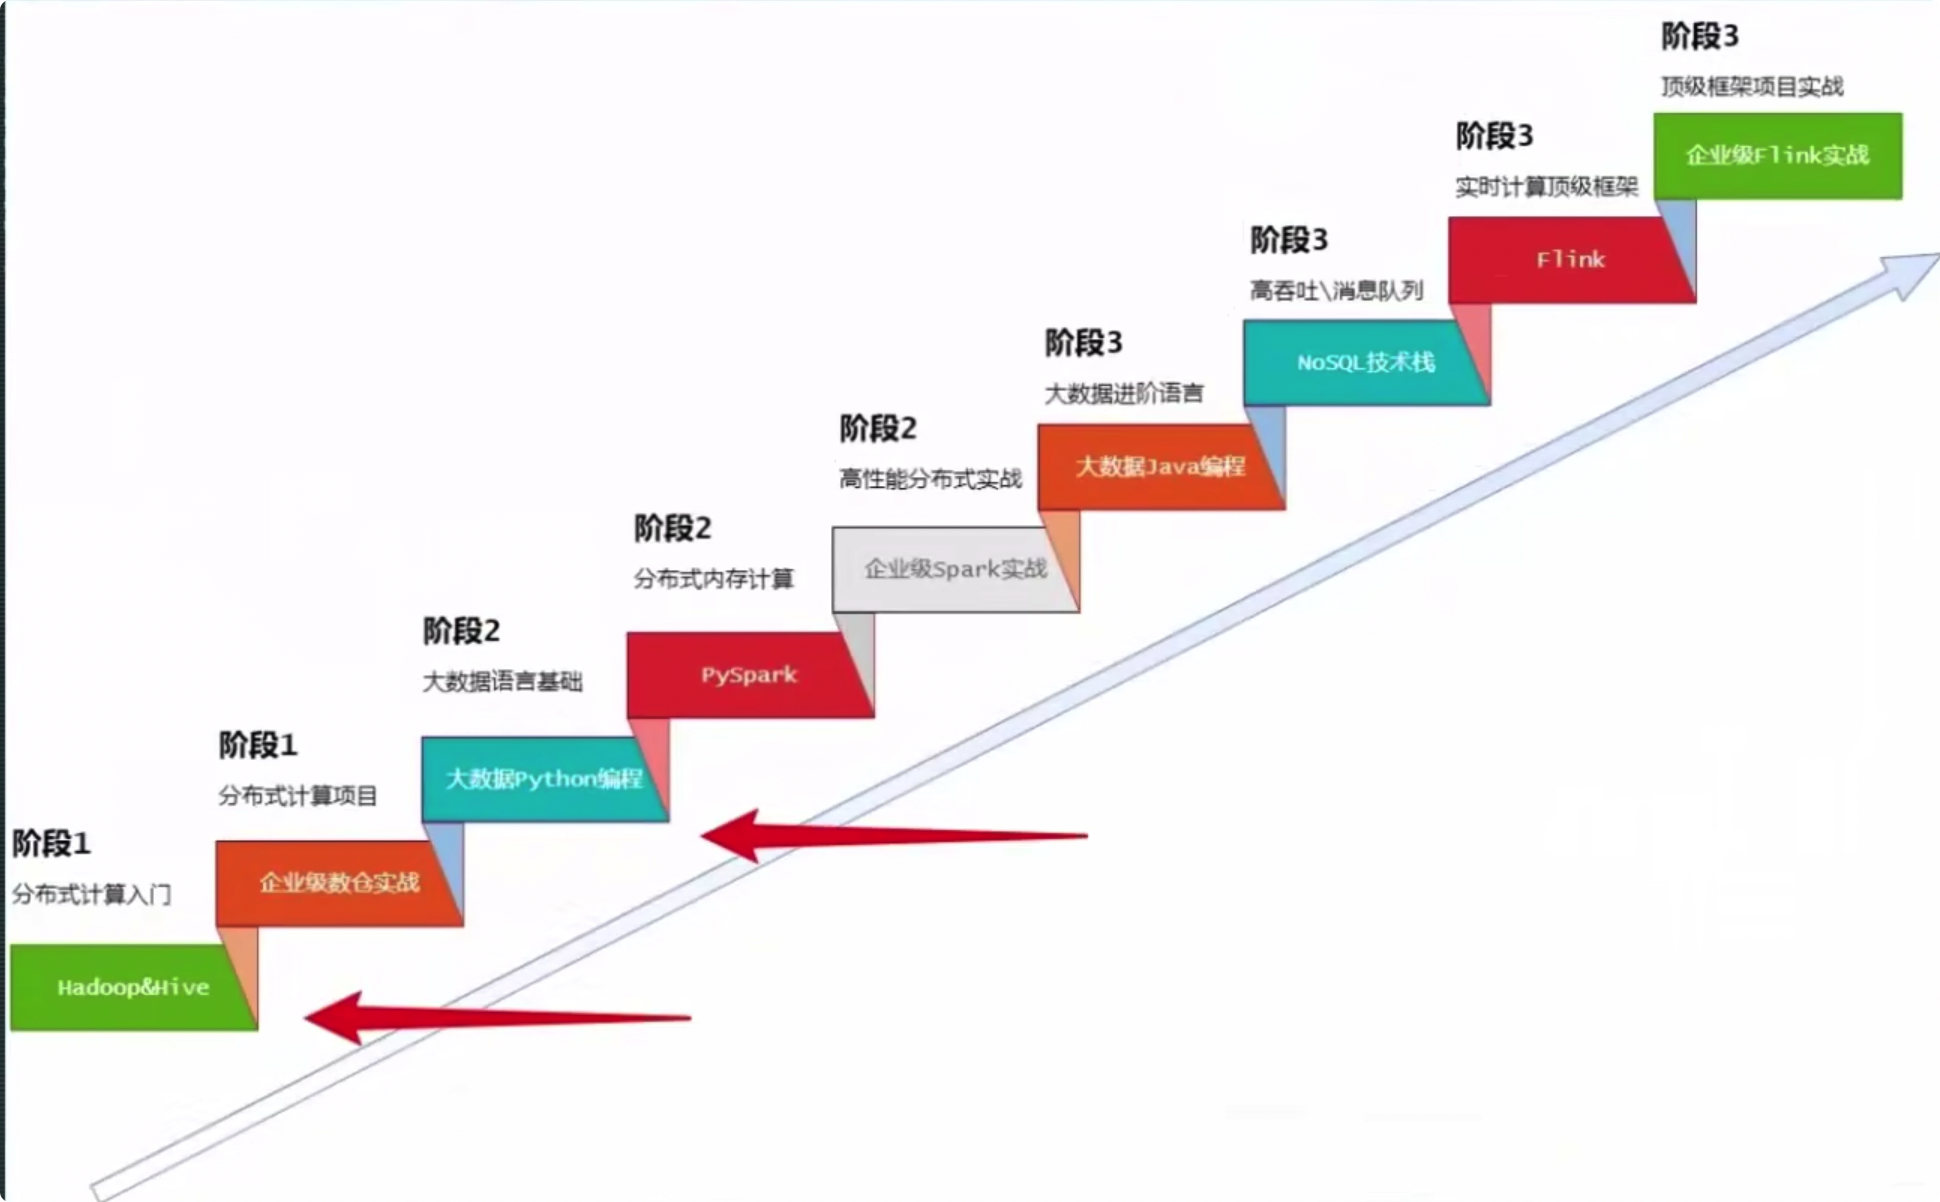 阶段1
分布式计算入门
Hadoop&Hive
阶段1
分布式计算项目
企业级数仓实战
阶段2
大数据语言基础
大数据Python编程
阶段2
分布式内存计算
PySpark
阶段2
高性能分布式实战
企业级Spark实战
阶段3
大数据进阶语言
大数据Java编程
阶段3
高吞吐\消息队列
NoSQL技术栈
阶段3
实时计算顶级框架
Flink
阶段3
顶级框架项目实战
企业级Flink实战